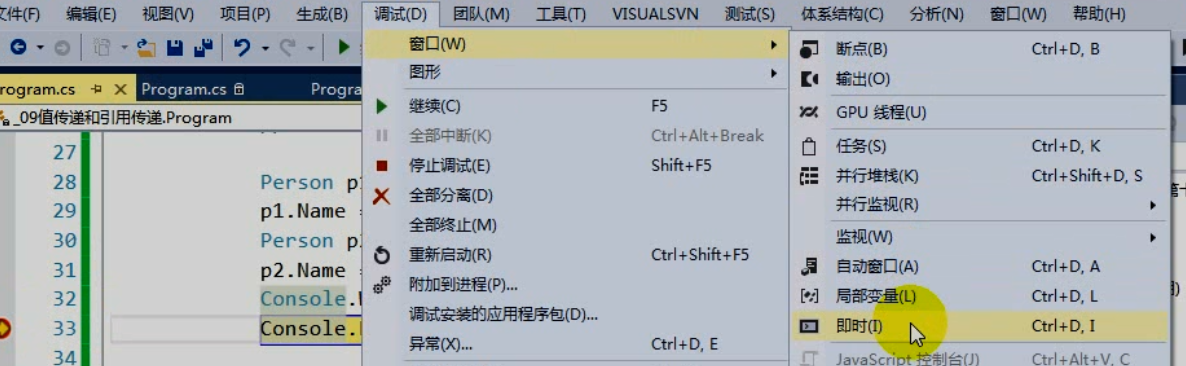 文件(F) 编辑(E) 视图(V) 项目(P) 生成(B) 调试(D) 团队(M) 工具(T) VISUALSVN 测试(S) 体系结构(C) 分析(N) 窗口(W) 帮助(H)
窗口(W)
图形
继续(C) F5
全部中断(K) Ctrl+Alt+Break
停止调试(E) Shift+F5
全部分离(D)
全部终止(M)
重新启动(R) Ctrl+Shift+F5
附加到进程(P)...
调试安装的应用程序包(D)...
异常(X)... Ctrl+D, E
断点(B) Ctrl+D, B
输出(O)
GPU 线程(U)
任务(S) Ctrl+D, K
并行堆栈(K) Ctrl+Shift+D, S
并行监视(R)
监视(W)
自动窗口(A) Ctrl+D, A
局部变量(L) Ctrl+D, L
即时(I) Ctrl+D, I
JavaScript 控制台(J) Ctrl+Alt+V, C
rogram.cs Program.cs Progra
_09值传递和引用传递.Program
27
28 Person p
29 p1.Name =
30 Person p
31 p2.Name =
32 Console.
33 Console.
34